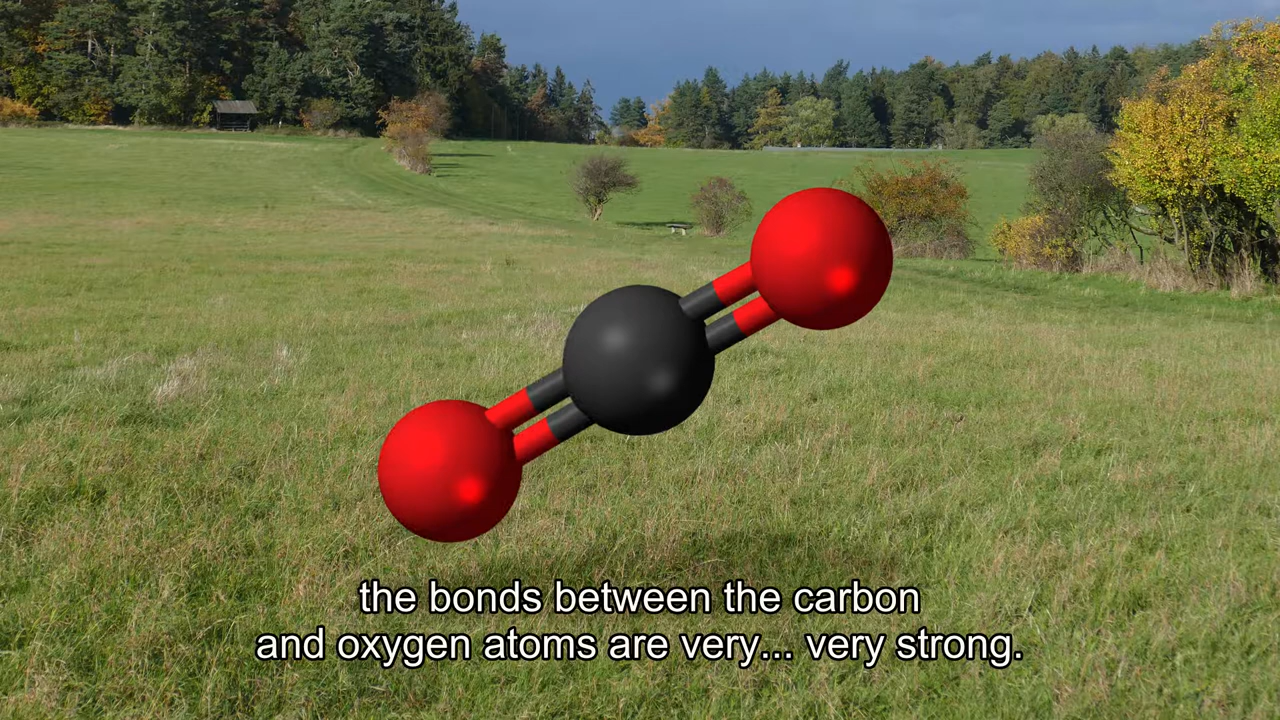 the bonds between the carbon
and oxygen atoms are very... very strong.